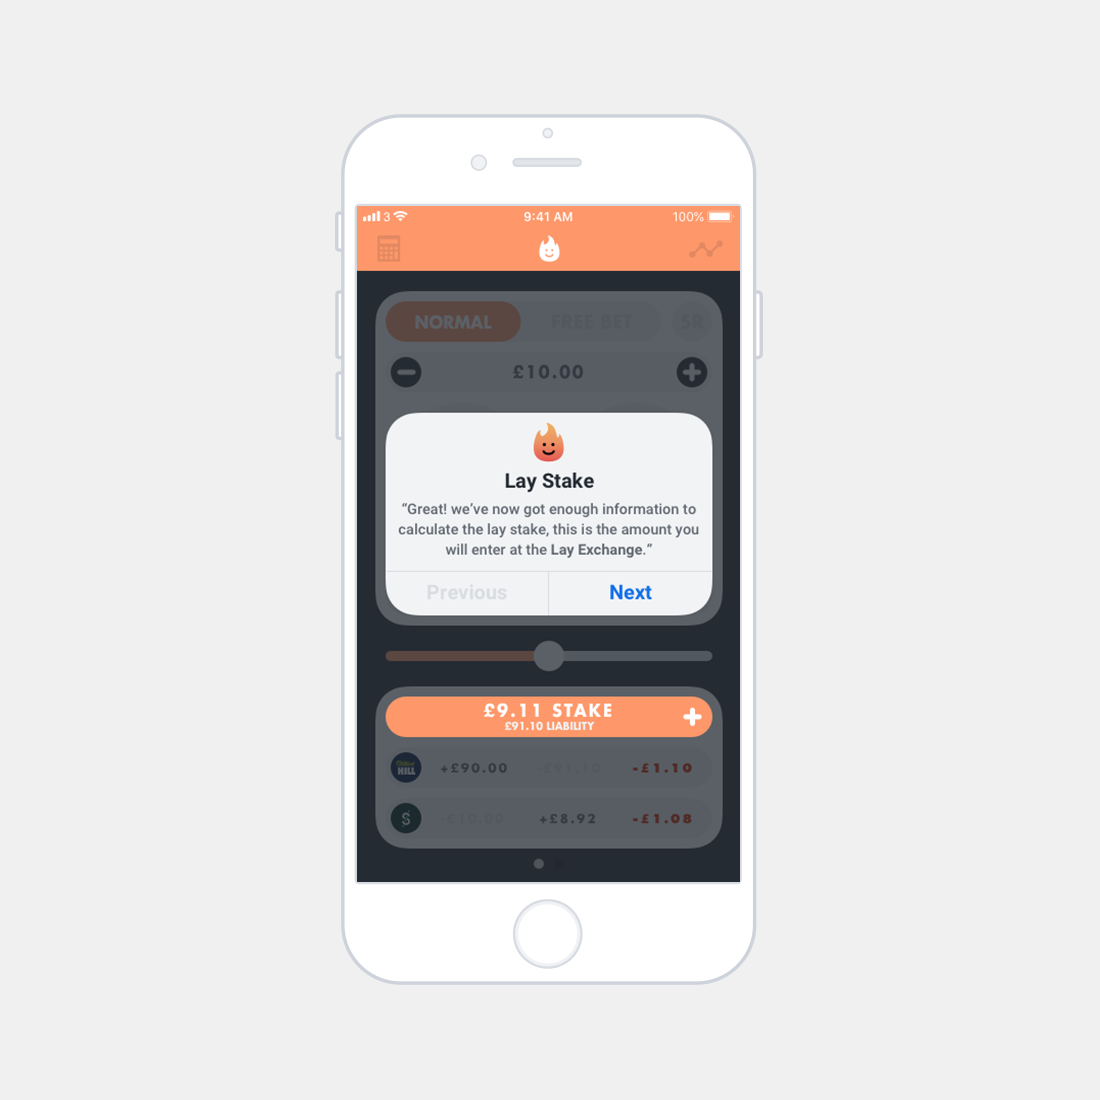 3 9:41 AM 100%
NORMAL FREE BET SR
£10.00
Lay Stake
“Great! we’ve now got enough information to
calculate the lay stake, this is the amount you
will enter at the Lay Exchange.”
Previous Next
£9.11 STAKE
£91.10 LIABILITY
William HILL +£90.00 -£91.10 -£1.10
S -£10.00 +£8.92 -£1.08